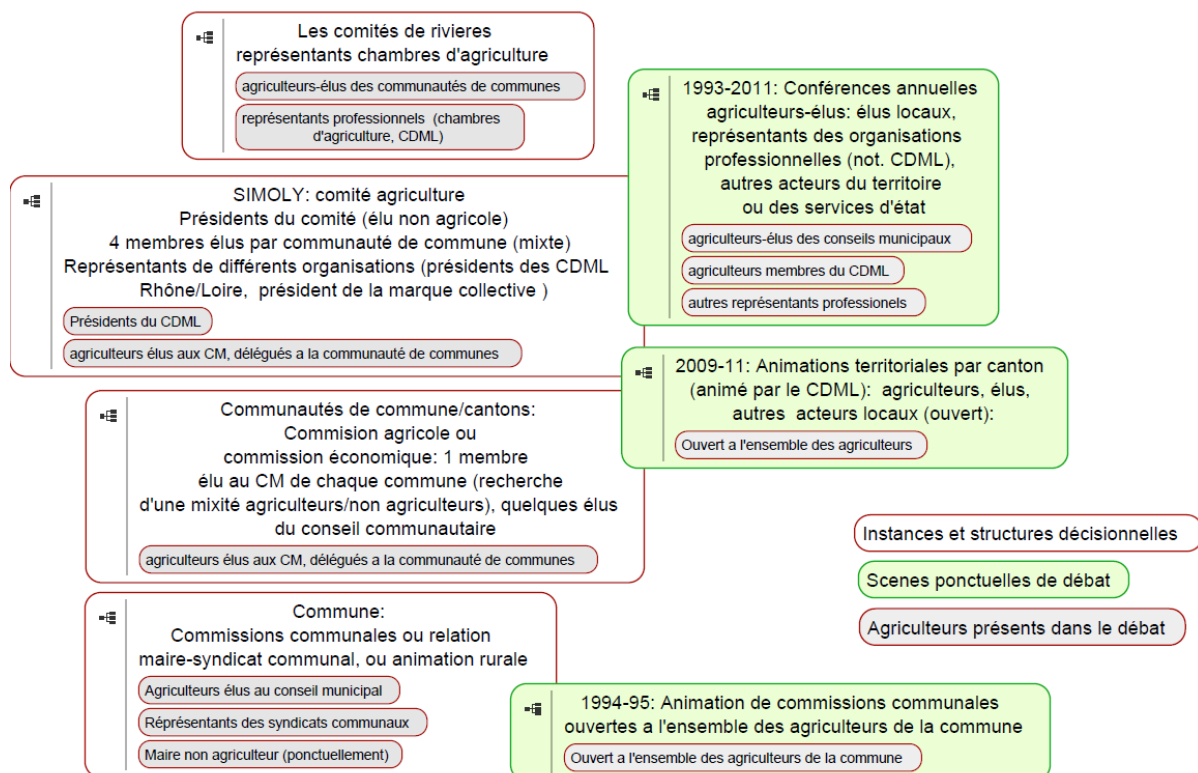 Les comités de rivieres
représentants chambres d'agriculture
agriculteurs-élus des communautés de communes
représentants professionnels (chambres
d'agriculture, CDML)
1993-2011: Conférences annuelles
agriculteurs-élus: élus locaux,
représentants des organisations
professionnelles (not. CDML),
autres acteurs du territoire
ou des services d'état
agriculteurs-élus des conseils municipaux
agriculteurs membres du CDML
autres représentants professionels
SIMOLY: comité agriculture
Présidents du comité (élu non agricole)
4 membres élus par communauté de commune (mixte)
Représentants de différents organisations (présidents des CDML
Rhône/Loire, président de la marque collective )
Présidents du CDML
agriculteurs élus aux CM, délégués a la communauté de communes
2009-11: Animations territoriales par canton
(animé par le CDML): agriculteurs, élus,
autres acteurs locaux (ouvert):
Ouvert a l'ensemble des agriculteurs
Communautés de commune/cantons:
Commision agricole ou
commission économique: 1 membre
élu au CM de chaque commune (recherche
d'une mixité agriculteurs/non agriculteurs), quelques élus
du conseil communautaire
agriculteurs élus aux CM, délégués a la communauté de communes
Instances et structures décisionnelles
Scenes ponctuelles de débat
Agriculteurs présents dans le débat
Commune:
Commissions communales ou relation
maire-syndicat communal, ou animation rurale
Agriculteurs élus au conseil municipal
Réprésentants des syndicats communaux
Maire non agriculteur (ponctuellement)
1994-95: Animation de commissions communales
ouvertes a l'ensemble des agriculteurs de la commune
Ouvert a l'ensemble des agriculteurs de la commune